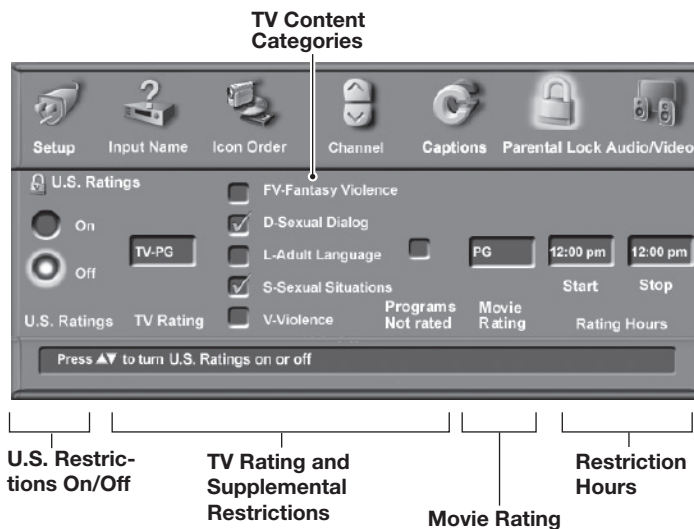 TV Content
Categories
Setup Input Name Icon Order Channel Captions Parental Lock Audio/Video
U.S. Ratings
On
Off
U.S. Ratings
TV-PG
TV Rating
FV-Fantasy Violence
D-Sexual Dialog
L-Adult Language
S-Sexual Situations
V-Violence
Programs
Not rated
PG
Movie
Rating
12:00 pm 12:00 pm
Start Stop
Rating Hours
Press ▲▼ to turn U.S. Ratings on or off
U.S. Restric-
tions On/Off
TV Rating and
Supplemental
Restrictions
Movie Rating
Restriction
Hours